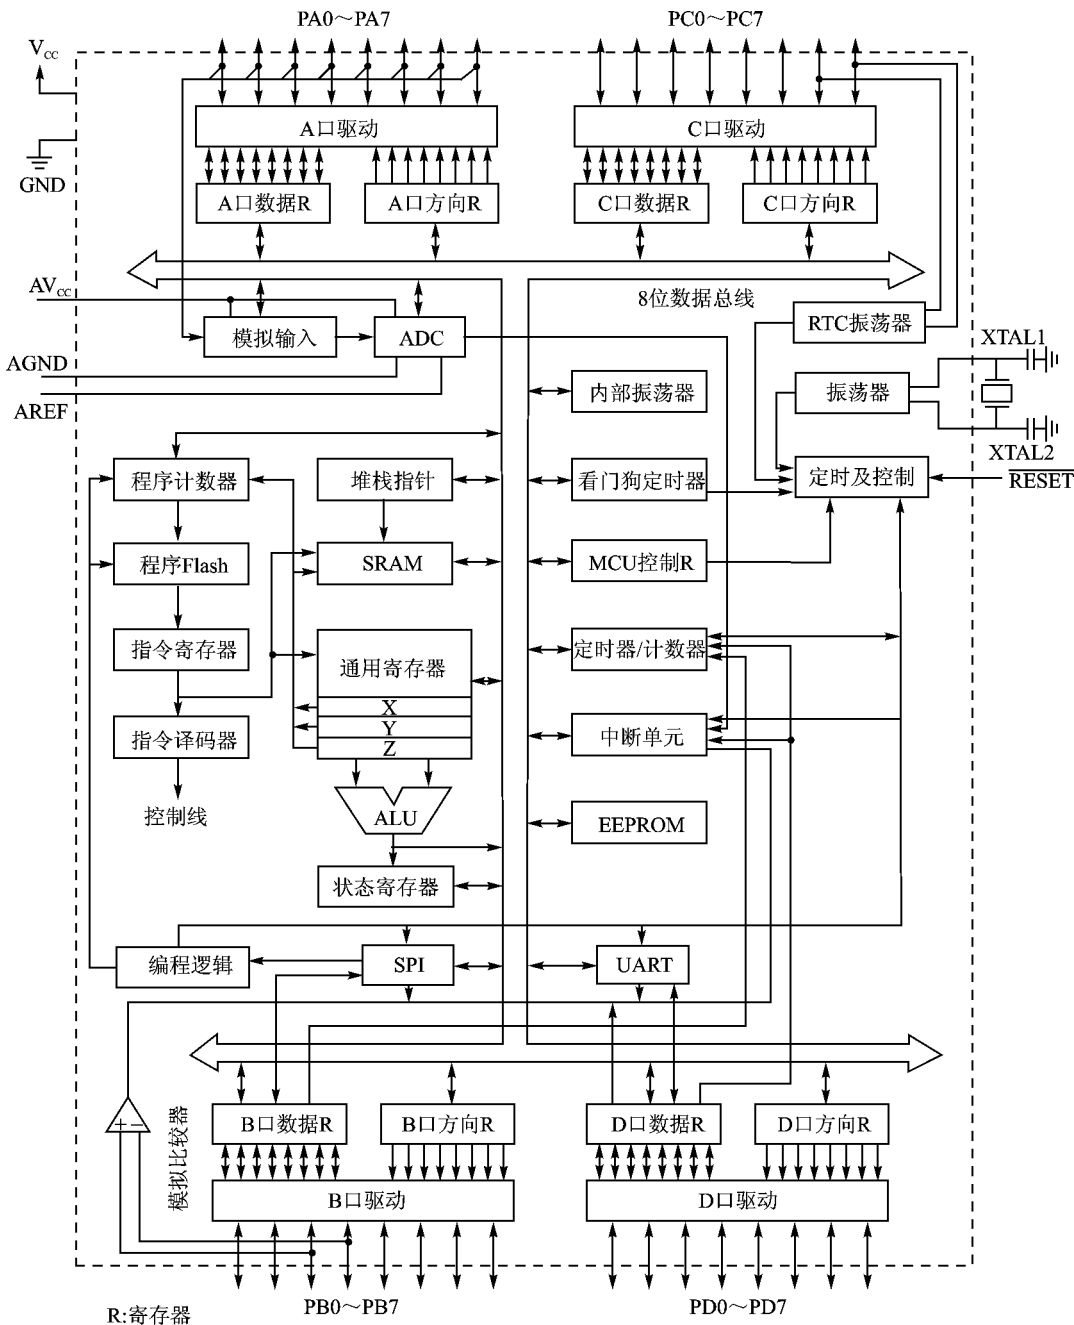 PA0～PA7
PC0～PC7
VCC
A口驱动
C口驱动
GND
A口数据R
A口方向R
C口数据R
C口方向R
AVCC
8位数据总线
模拟输入
ADC
RTC振荡器
XTAL1
AGND
AREF
内部振荡器
振荡器
XTAL2
程序计数器
堆栈指针
看门狗定时器
定时及控制
RESET
程序Flash
SRAM
MCU控制R
指令寄存器
通用寄存器
定时器/计数器
X
Y
Z
指令译码器
中断单元
控制线
ALU
EEPROM
状态寄存器
编程逻辑
SPI
UART
+−
模拟比较器
B口数据R
B口方向R
D口数据R
D口方向R
B口驱动
D口驱动
PB0～PB7
PD0～PD7
R:寄存器